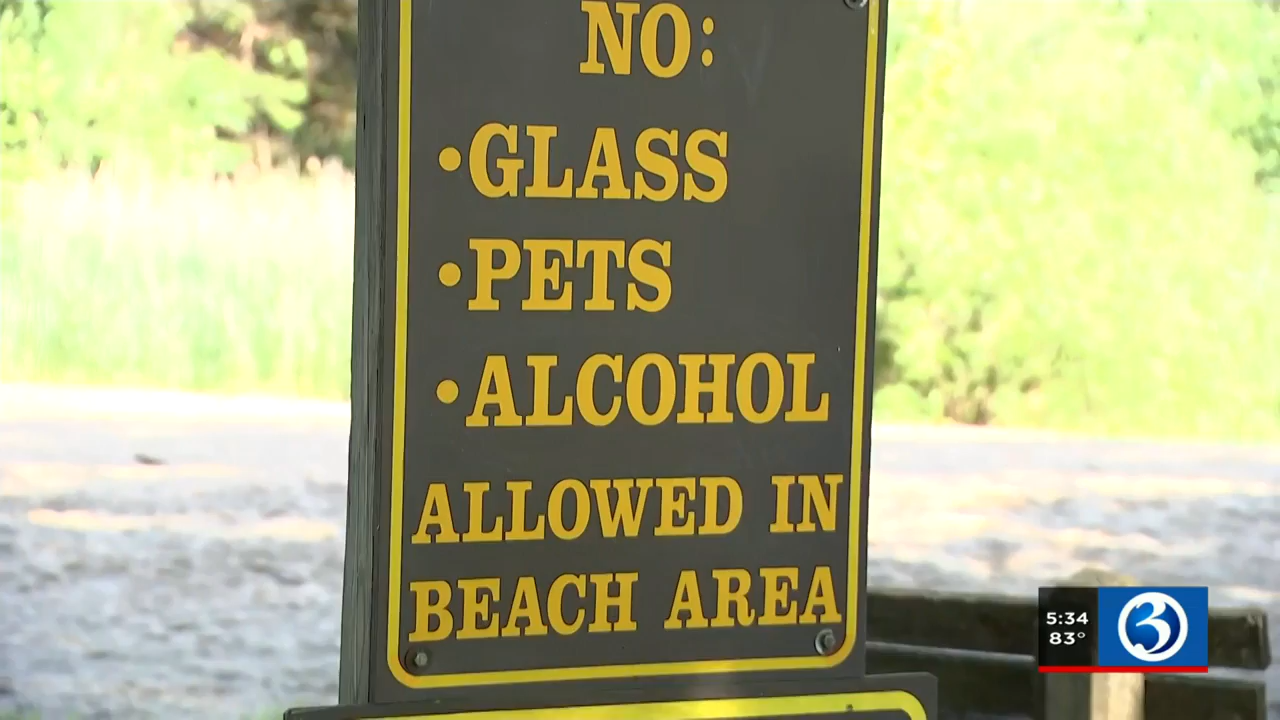 NO:
•GLASS
•PETS
•ALCOHOL
ALLOWED IN
BEACH AREA
5:34
83°
3